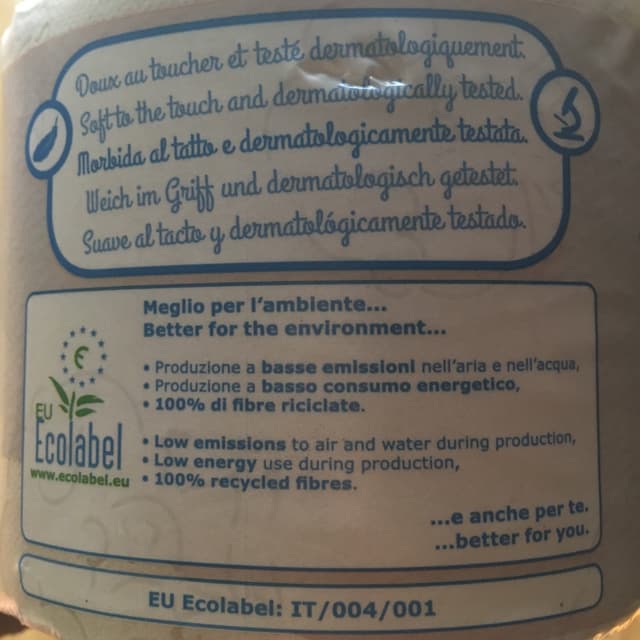 Doux au toucher et testé dermatologiquement.
Soft to the touch and dermatologically tested.
Morbida al tatto e dermatologicamente testata.
Weich im Griff und dermatologisch getestet.
Suave al tacto y dermatológicamente testado.
Meglio per l'ambiente...
Better for the environment...
• Produzione a basse emissioni nell'aria e nell'acqua,
• Produzione a basso consumo energetico,
• 100% di fibre riciclate.
EU
Ecolabel
www.ecolabel.eu
• Low emissions to air and water during production,
• Low energy use during production,
• 100% recycled fibres.
...e anche per te.
...better for you.
EU Ecolabel: IT/004/001